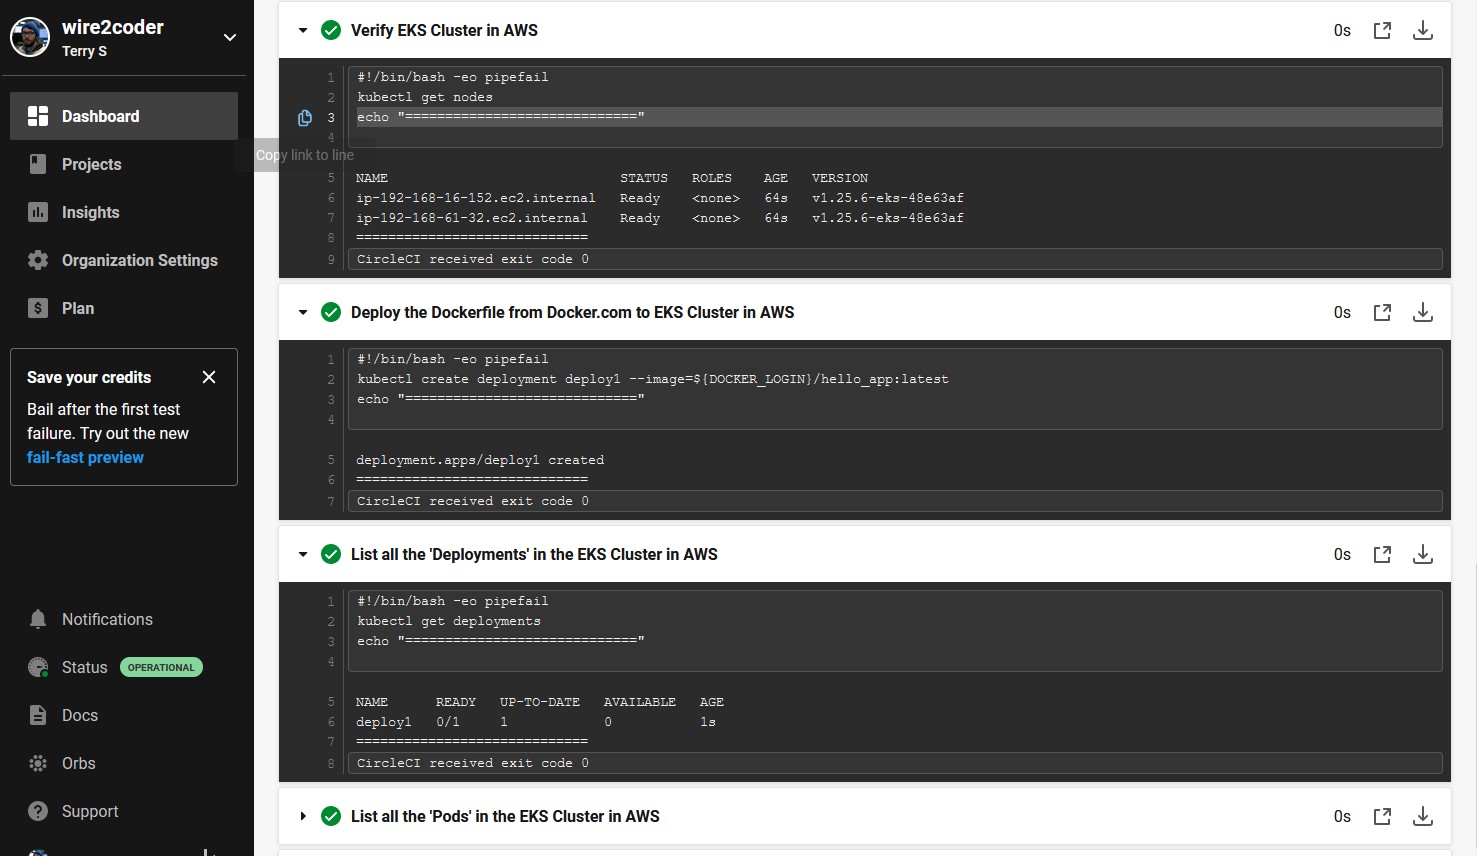 wire2coder
Terry S
Dashboard
Projects
Insights
Organization Settings
Plan
Save your credits
Bail after the first test
failure. Try out the new
fail-fast preview
Notifications
Status OPERATIONAL
Docs
Orbs
Support
Copy link to line
Verify EKS Cluster in AWS 0s
1 #!/bin/bash -eo pipefail
2 kubectl get nodes
3 echo "============================="
4
5 NAME STATUS ROLES AGE VERSION
6 ip-192-168-16-152.ec2.internal Ready <none> 64s v1.25.6-eks-48e63af
7 ip-192-168-61-32.ec2.internal Ready <none> 64s v1.25.6-eks-48e63af
8 =============================
9 CircleCI received exit code 0
Deploy the Dockerfile from Docker.com to EKS Cluster in AWS 0s
1 #!/bin/bash -eo pipefail
2 kubectl create deployment deploy1 --image=${DOCKER_LOGIN}/hello_app:latest
3 echo "============================="
4
5 deployment.apps/deploy1 created
6 =============================
7 CircleCI received exit code 0
List all the 'Deployments' in the EKS Cluster in AWS 0s
1 #!/bin/bash -eo pipefail
2 kubectl get deployments
3 echo "============================="
4
5 NAME READY UP-TO-DATE AVAILABLE AGE
6 deploy1 0/1 1 0 1s
7 =============================
8 CircleCI received exit code 0
List all the 'Pods' in the EKS Cluster in AWS 0s